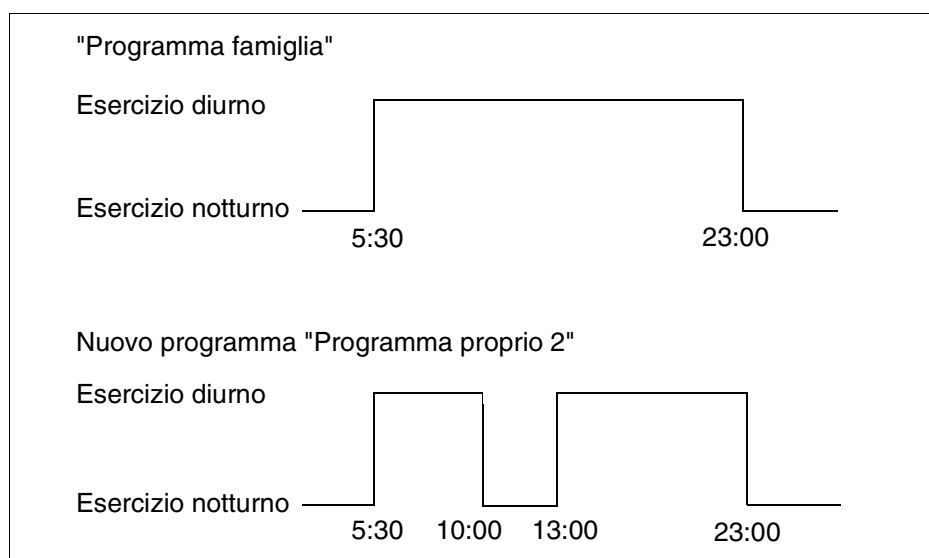 "Programma famiglia"
Esercizio diurno
Esercizio notturno
5:30 23:00
Nuovo programma "Programma proprio 2"
Esercizio diurno
Esercizio notturno
5:30 10:00 13:00 23:00